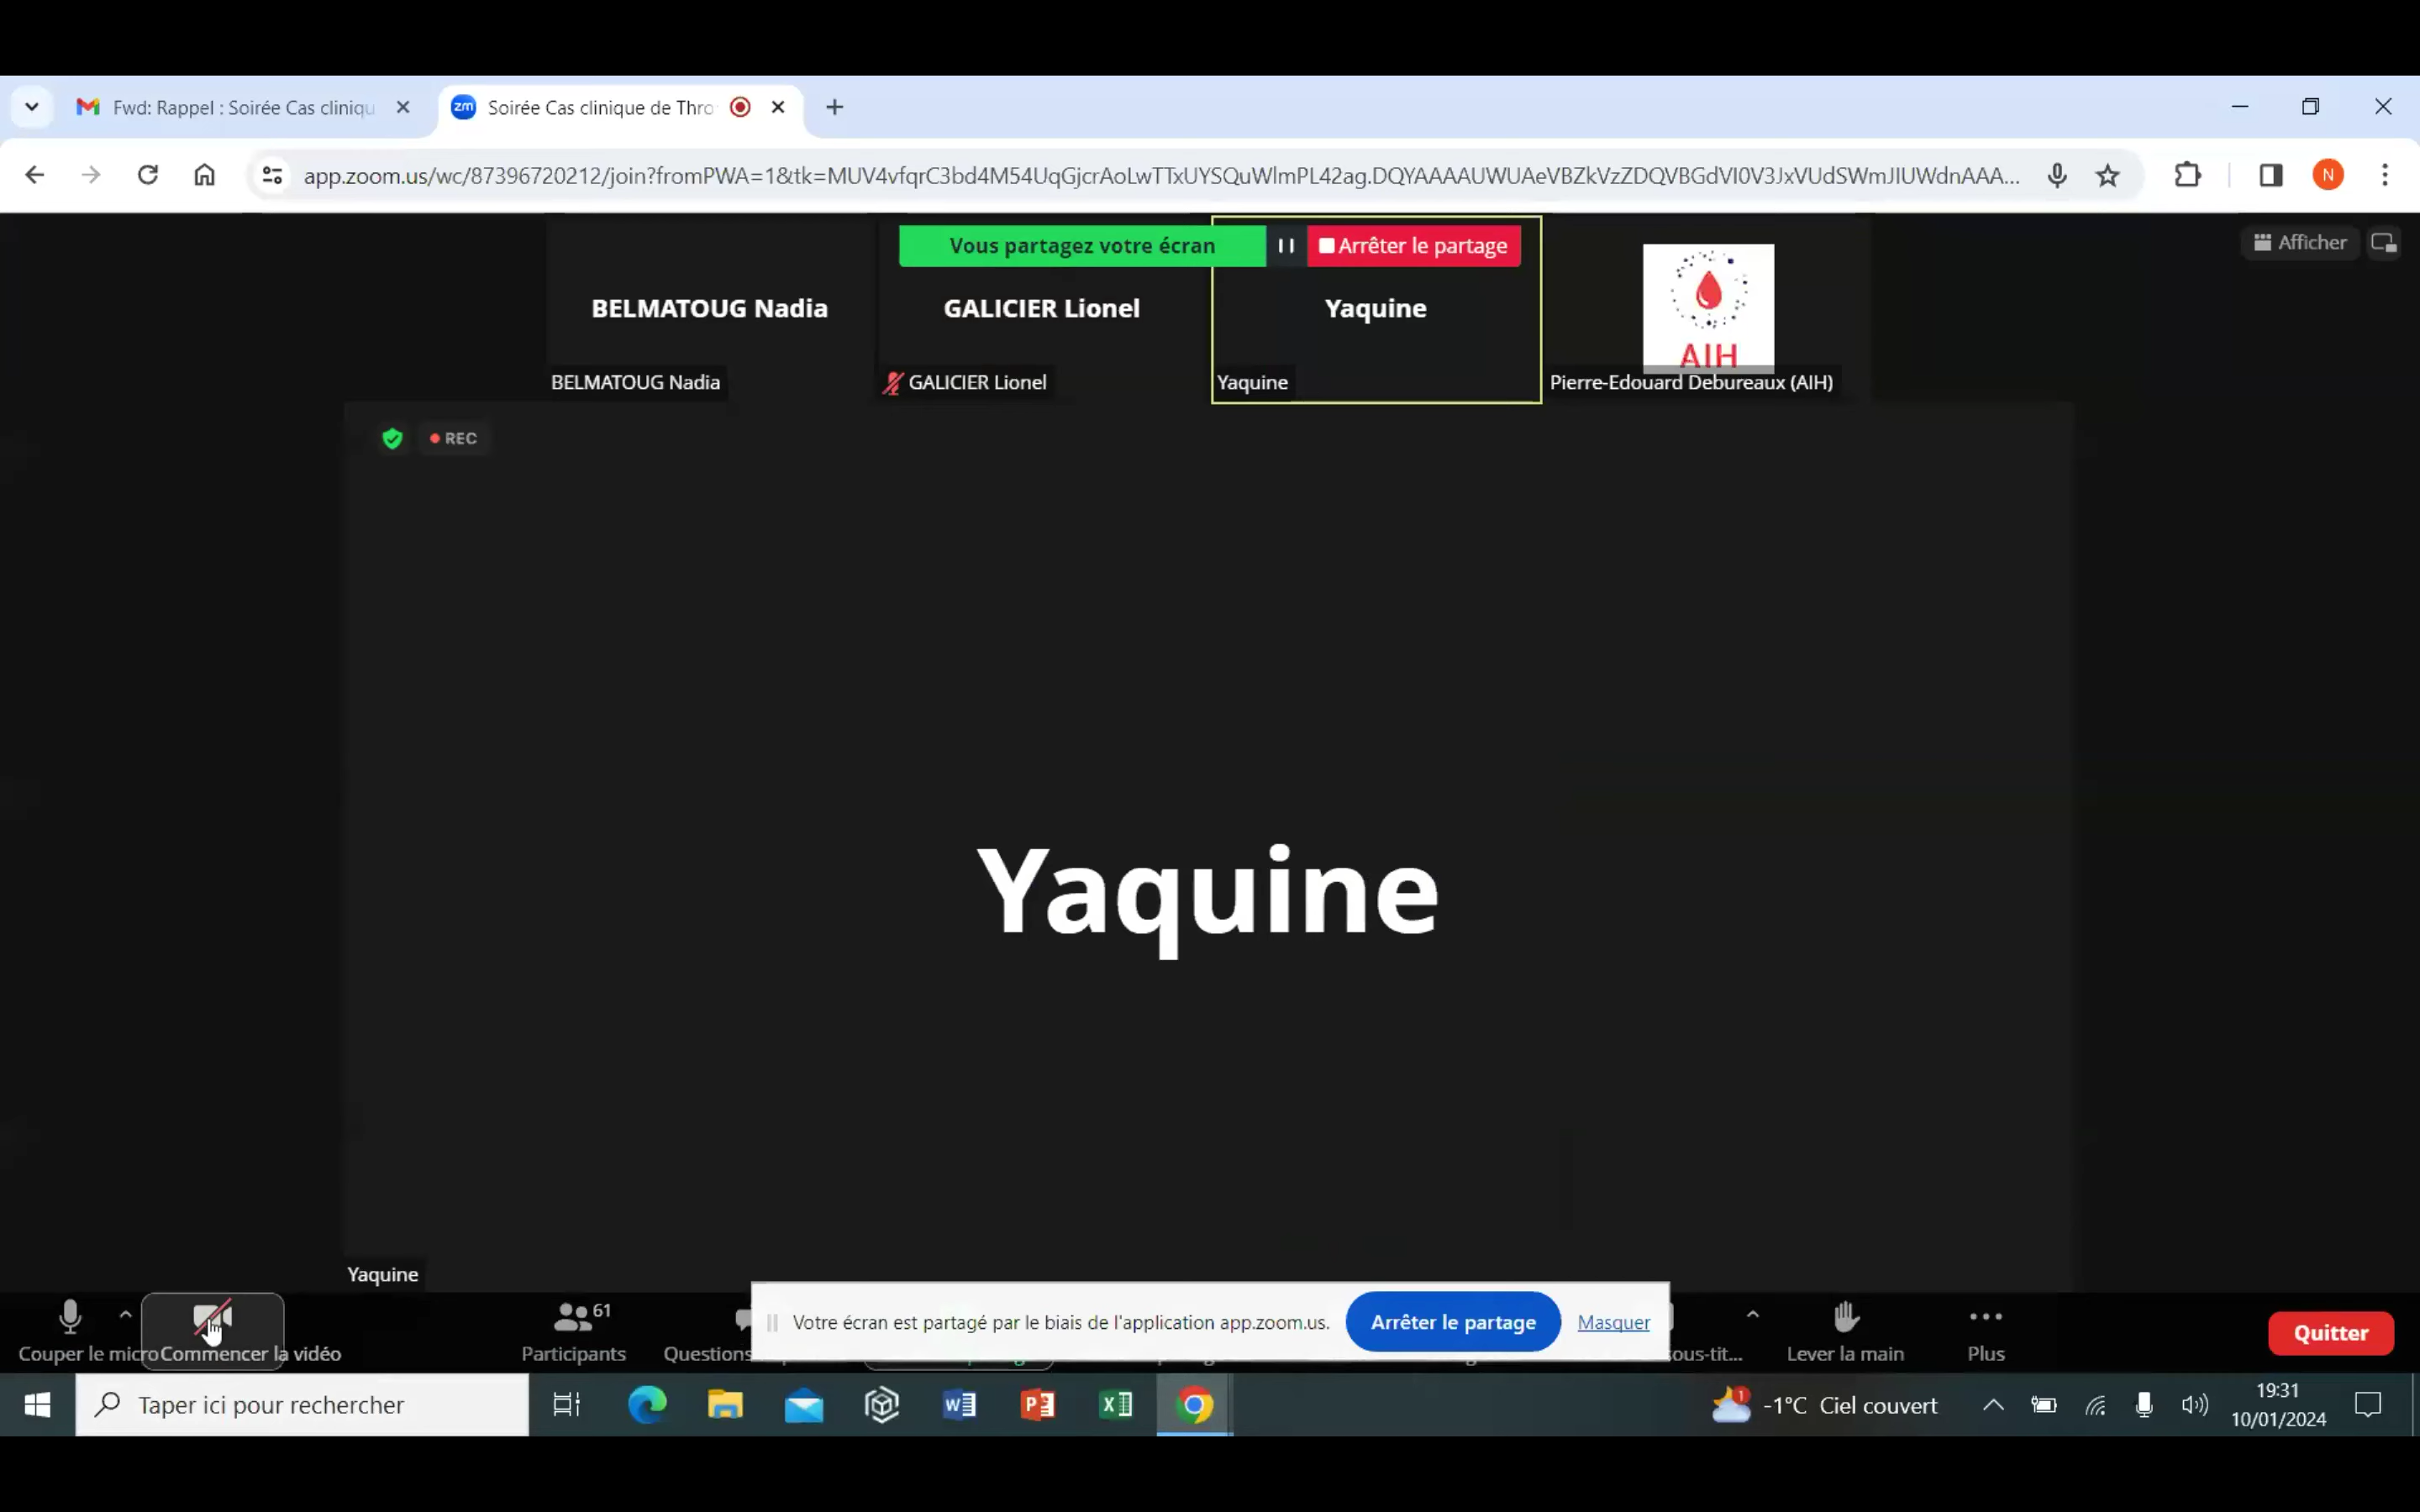 Fwd: Rappel : Soirée Cas cliniqu
Soirée Cas clinique de Thro
app.zoom.us/wc/87396720212/join?fromPWA=1&tk=MUV4vfqrC3bd4M54UqGjcrAoLwTTxUYSQuWlmPL42ag.DQYAAAAUWUAeVBZkVzZDQVBGdVI0V3JxVUdSWmJIUWdnAAA...
N
Vous partagez votre écran
Arrêter le partage
Afficher
BELMATOUG Nadia
GALICIER Lionel
Yaquine
AIH
BELMATOUG Nadia
GALICIER Lionel
Yaquine
Pierre-Edouard Debureaux (AIH)
REC
Yaquine
Yaquine
61
Votre écran est partagé par le biais de l'application app.zoom.us.
Arrêter le partage
Masquer
Quitter
Couper le micro
Commencer la vidéo
Participants
Questions
Lever la main
Plus
Taper ici pour rechercher
1
-1°C Ciel couvert
19:31
10/01/2024